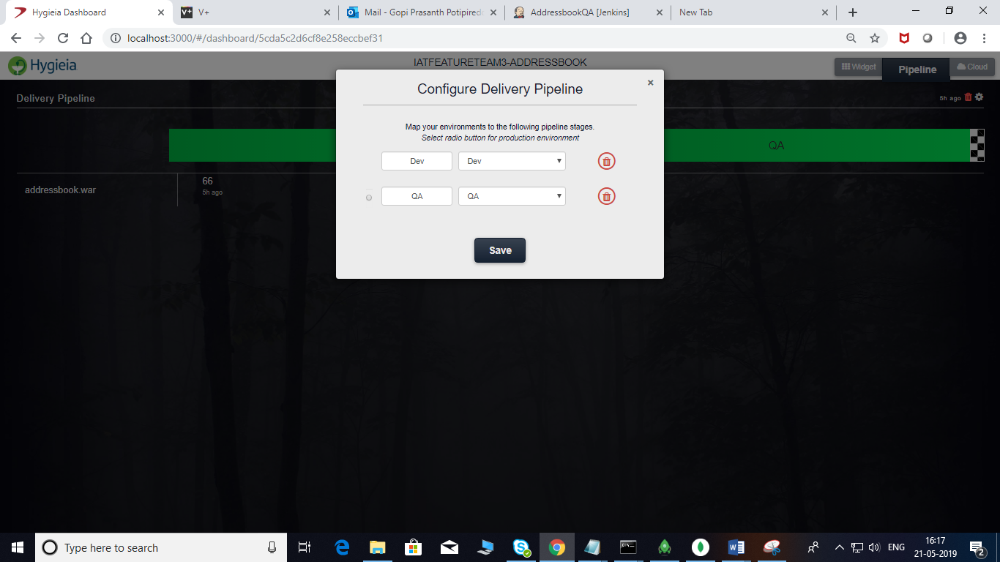 Hygieia Dashboard
V+
V+
Mail - Gopi Prasanth Potipiredd
AddressbookQA [Jenkins]
New Tab
localhost:3000/#/dashboard/5cda5c2d6cf8e258eccbef31
Hygieia
IATFEATURETEAM3-ADDRESSBOOK
Widget
Pipeline
Cloud
Delivery Pipeline
5h ago
Configure Delivery Pipeline
×
Map your environments to the following pipeline stages.
Select radio button for production environment
Dev Dev
QA QA
Save
QA
addressbook.war
66
5h ago
Type here to search
ENG
16:17
21-05-2019
2